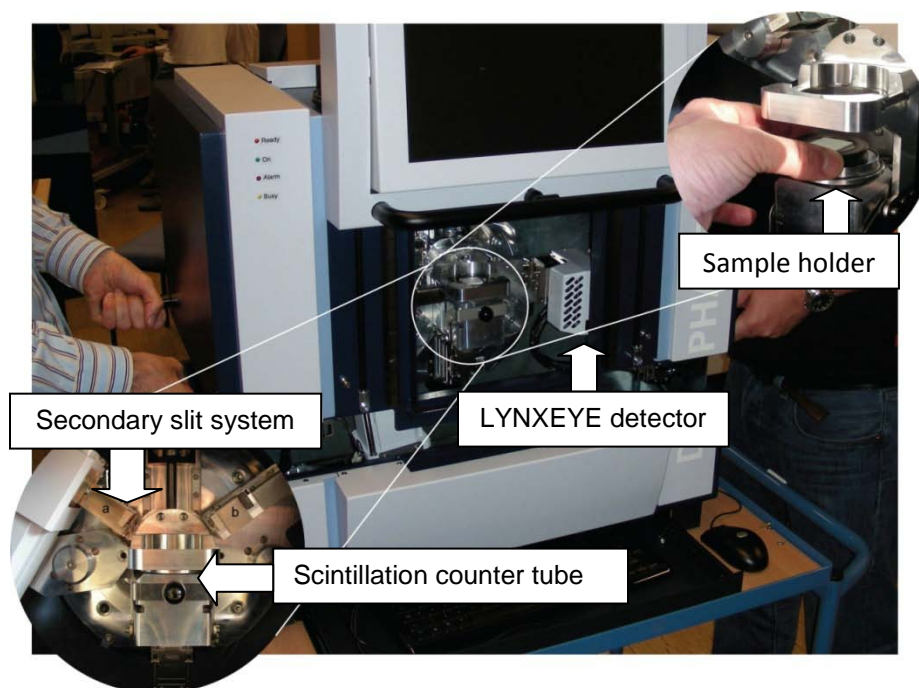 Ready
On
Alarm
Busy
Sample holder
PH
D
Secondary slit system
LYNXEYE detector
a
b
Scintillation counter tube